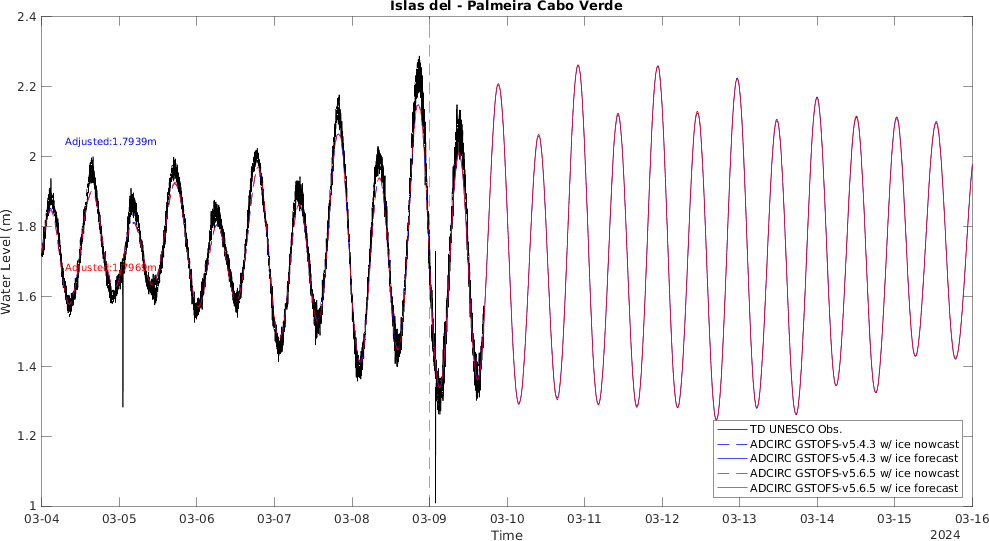 Islas del - Palmeira Cabo Verde
2.4
2.2
2
1.8
1.6
1.4
1.2
1
Water Level (m)
Adjusted:1.7939m
Adjusted:1.7969m
TD UNESCO Obs.
ADCIRC GSTOFS-v5.4.3 w/ ice nowcast
ADCIRC GSTOFS-v5.4.3 w/ ice forecast
ADCIRC GSTOFS-v5.6.5 w/ ice nowcast
ADCIRC GSTOFS-v5.6.5 w/ ice forecast
03-04 03-05 03-06 03-07 03-08 03-09 03-10 03-11 03-12 03-13 03-14 03-15 03-16
Time
2024